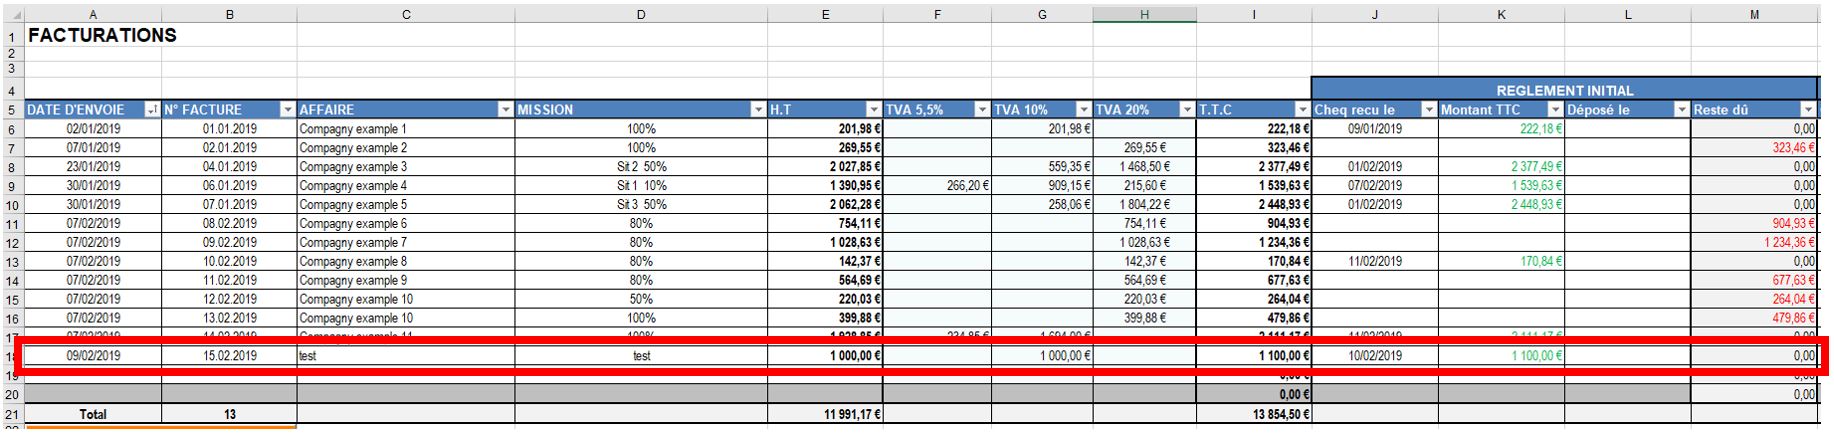 A B C D E F G H I J K L M
1 FACTURATIONS
2
3
4 REGLEMENT INITIAL
5 DATE D'ENVOIE N° FACTURE AFFAIRE MISSION H.T TVA 5,5% TVA 10% TVA 20% T.T.C Cheq recu le Montant TTC Déposé le Reste dû
6 02/01/2019 01.01.2019 Compagny example 1 100% 201,98 € 201,98 € 222,18 € 09/01/2019 222,18 € 0,00
7 07/01/2019 02.01.2019 Compagny example 2 100% 269,55 € 269,55 € 323,46 € 323,46 €
8 23/01/2019 04.01.2019 Compagny example 3 Sit 2 50% 2 027,85 € 559,35 € 1 468,50 € 2 377,49 € 01/02/2019 2 377,49 € 0,00
9 30/01/2019 06.01.2019 Compagny example 4 Sit 1 10% 1 390,95 € 266,20 € 909,15 € 215,60 € 1 539,63 € 07/02/2019 1 539,63 € 0,00
10 30/01/2019 07.01.2019 Compagny example 5 Sit 3 50% 2 062,28 € 258,06 € 1 804,22 € 2 448,93 € 01/02/2019 2 448,93 € 0,00
11 07/02/2019 08.02.2019 Compagny example 6 80% 754,11 € 754,11 € 904,93 € 904,93 €
12 07/02/2019 09.02.2019 Compagny example 7 80% 1 028,63 € 1 028,63 € 1 234,36 € 1 234,36 €
13 07/02/2019 10.02.2019 Compagny example 8 80% 142,37 € 142,37 € 170,84 € 11/02/2019 170,84 € 0,00
14 07/02/2019 11.02.2019 Compagny example 9 80% 564,69 € 564,69 € 677,63 € 677,63 €
15 07/02/2019 12.02.2019 Compagny example 10 50% 220,03 € 220,03 € 264,04 € 264,04 €
16 07/02/2019 13.02.2019 Compagny example 10 100% 399,88 € 399,88 € 479,86 € 479,86 €
17 07/02/2019 14.02.2019 Compagny example 11 100%
18 09/02/2019 15.02.2019 test test 1 000,00 € 1 000,00 € 1 100,00 € 10/02/2019 1 100,00 € 0,00
19 0,00 € 0,00
20 0,00 € 0,00
21 Total 13 11 991,17 € 13 854,50 €